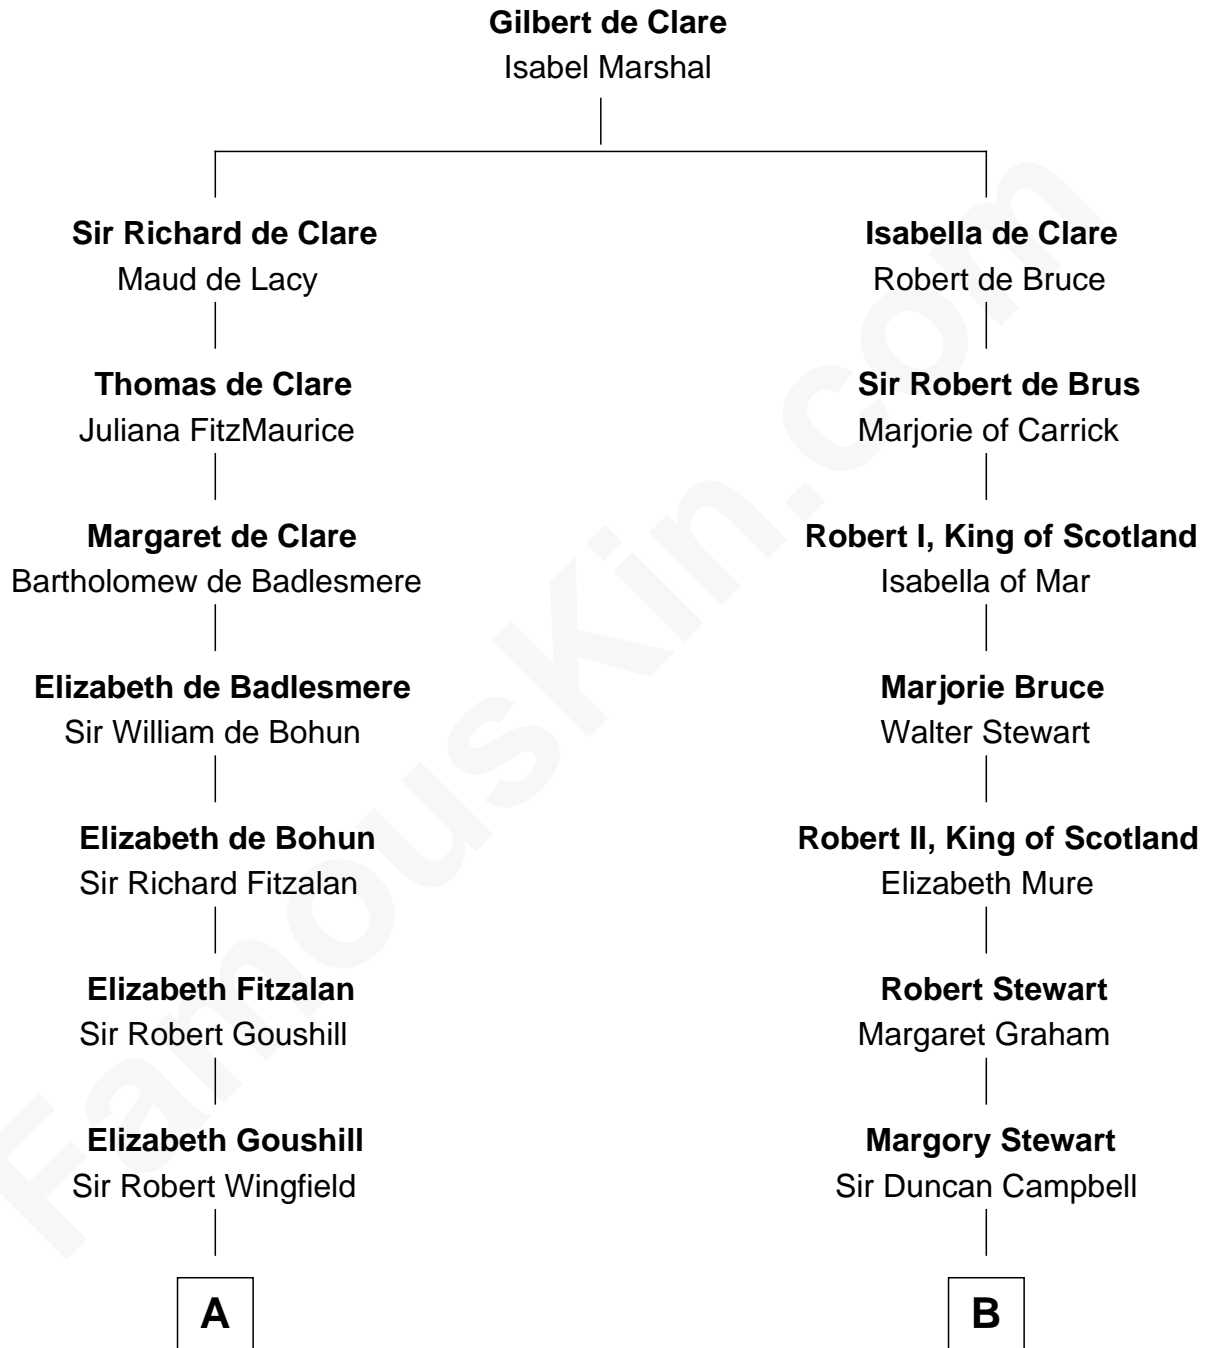 Gilbert de Clare
Isabel Marshal
Sir Richard de Clare
Maud de Lacy
Thomas de Clare
Juliana FitzMaurice
Margaret de Clare
Bartholomew de Badlesmere
Elizabeth de Badlesmere
Sir William de Bohun
Elizabeth de Bohun
Sir Richard Fitzalan
Elizabeth Fitzalan
Sir Robert Goushill
Elizabeth Goushill
Sir Robert Wingfield
A
Isabella de Clare
Robert de Bruce
Sir Robert de Brus
Marjorie of Carrick
Robert I, King of Scotland
Isabella of Mar
Marjorie Bruce
Walter Stewart
Robert II, King of Scotland
Elizabeth Mure
Robert Stewart
Margaret Graham
Margory Stewart
Sir Duncan Campbell
B
FamousKin.com